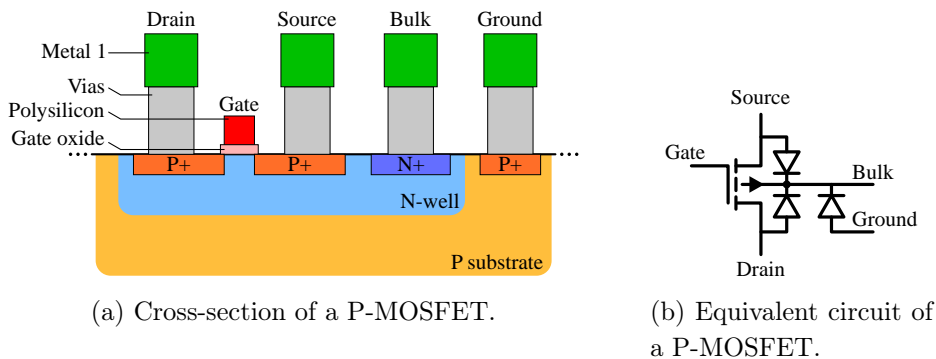 Drain Source Bulk Ground
Metal 1
Vias
Polysilicon Gate
Gate oxide
P+ P+ N+ P+
N-well
P substrate
(a) Cross-section of a P-MOSFET.
Source
Gate
Bulk
Ground
Drain
(b) Equivalent circuit of
a P-MOSFET.